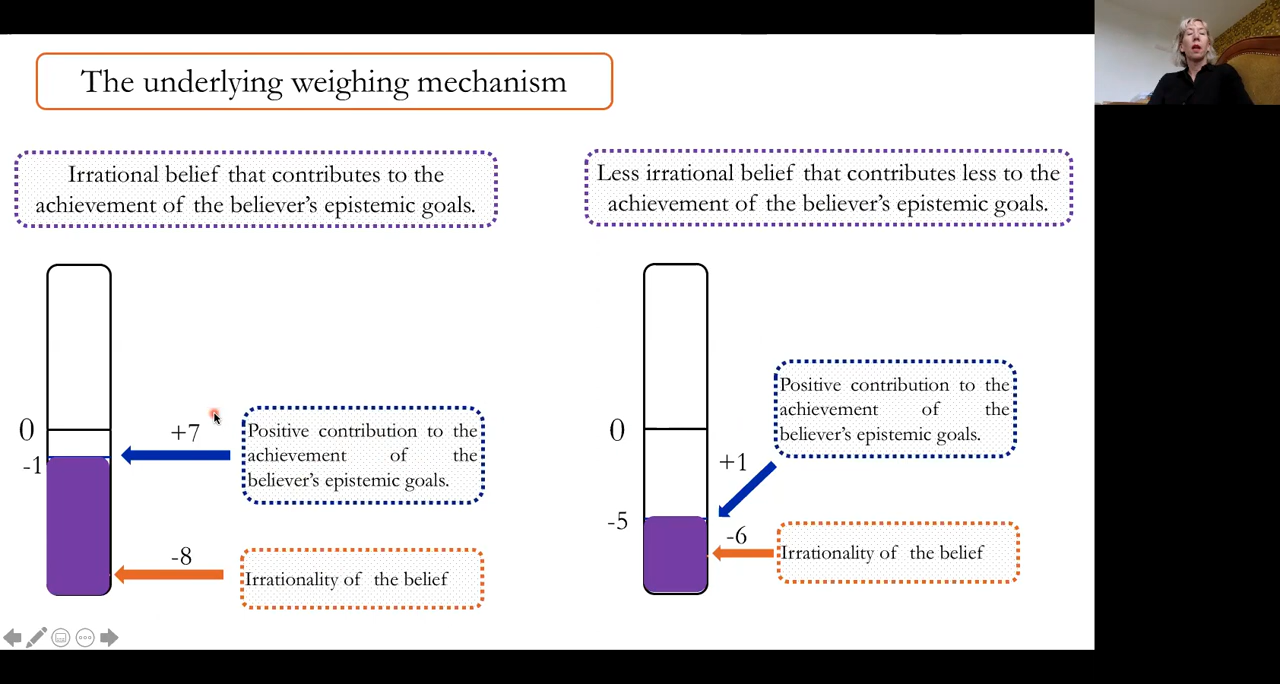 The underlying weighing mechanism
Irrational belief that contributes to the
achievement of the believer's epistemic goals.
Less irrational belief that contributes less to the
achievement of the believer's epistemic goals.
0
-1
+7
Positive contribution to the
achievement of the
believer's epistemic goals.
-8
Irrationality of the belief
0
-5
+1
Positive contribution to the
achievement of the
believer's epistemic goals.
-6
Irrationality of the belief